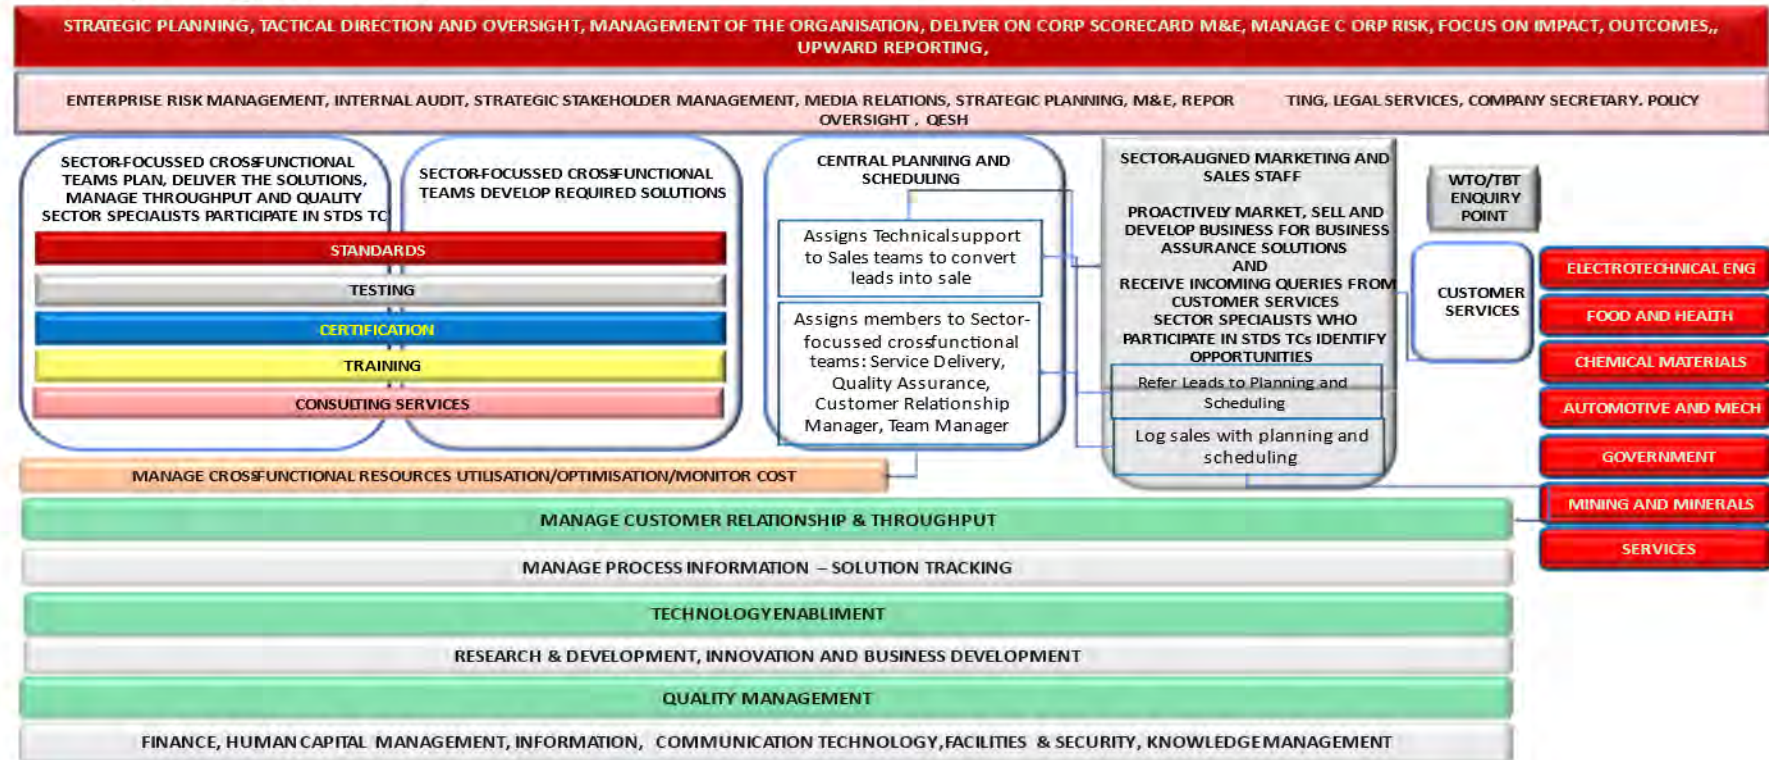 STRATEGIC PLANNING, TACTICAL DIRECTION AND OVERSIGHT, MANAGEMENT OF THE ORGANISATION, DELIVER ON CORP SCORECARD M&E, MANAGE C ORP RISK, FOCUS ON IMPACT, OUTCOMES,,
UPWARD REPORTING,
ENTERPRISE RISK MANAGEMENT, INTERNAL AUDIT, STRATEGIC STAKEHOLDER MANAGEMENT, MEDIA RELATIONS, STRATEGIC PLANNING, M&E, REPOR TING, LEGAL SERVICES, COMPANY SECRETARY. POLICY
OVERSIGHT . QESH
SECTOR-FOCUSSED CROSS-FUNCTIONAL
TEAMS PLAN, DELIVER THE SOLUTIONS,
MANAGE THROUGHPUT AND QUALITY
SECTOR SPECIALISTS PARTICIPATE IN STDS TC
SECTOR-FOCUSSED CROSS-FUNCTIONAL
TEAMS DEVELOP REQUIRED SOLUTIONS
STANDARDS
TESTING
CERTIFICATION
TRAINING
CONSULTING SERVICES
CENTRAL PLANNING AND
SCHEDULING
Assigns Technical support
to Sales teams to convert
leads into sale
Assigns members to Sector-
focussed cross-functional
teams: Service Delivery,
Quality Assurance,
Customer Relationship
Manager, Team Manager
SECTOR-ALIGNED MARKETING AND
SALES STAFF
PROACTIVELY MARKET, SELL AND
DEVELOP BUSINESS FOR BUSINESS
ASSURANCE SOLUTIONS
AND
RECEIVE INCOMING QUERIES FROM
CUSTOMER SERVICES
SECTOR SPECIALISTS WHO
PARTICIPATE IN STDS TCs IDENTIFY
OPPORTUNITIES
Refer Leads to Planning and
Scheduling
Log sales with planning and
scheduling
WTO/TBT
ENQUIRY
POINT
CUSTOMER
SERVICES
ELECTROTECHNICAL ENG
FOOD AND HEALTH
CHEMICAL MATERIALS
AUTOMOTIVE AND MECH
GOVERNMENT
MINING AND MINERALS
SERVICES
MANAGE CROSS-FUNCTIONAL RESOURCES UTILISATION/OPTIMISATION/MONITOR COST
MANAGE CUSTOMER RELATIONSHIP & THROUGHPUT
MANAGE PROCESS INFORMATION – SOLUTION TRACKING
TECHNOLOGY ENABLIMENT
RESEARCH & DEVELOPMENT, INNOVATION AND BUSINESS DEVELOPMENT
QUALITY MANAGEMENT
FINANCE, HUMAN CAPITAL MANAGEMENT, INFORMATION, COMMUNICATION TECHNOLOGY, FACILITIES & SECURITY, KNOWLEDGE MANAGEMENT